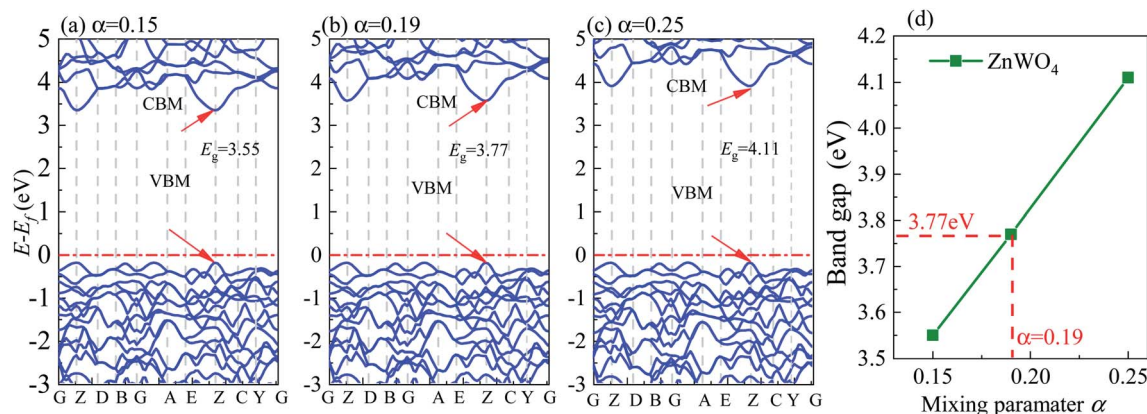 (a) α=0.15
(b) α=0.19
(c) α=0.25
(d)
E-E_f (eV)
5
4
3
2
1
0
-1
-2
-3
CBM
E_g=3.55
VBM
G Z D B G A E Z C Y G
5
4
3
2
1
0
-1
-2
-3
CBM
E_g=3.77
VBM
G Z D B G A E Z C Y G
5
4
3
2
1
0
-1
-2
-3
CBM
E_g=4.11
VBM
G Z D B G A E Z C Y G
Band gap (eV)
4.2
4.1
4.0
3.9
3.8
3.7
3.6
3.5
ZnWO₄
3.77eV
α=0.19
0.15 0.20 0.25
Mixing paramater α